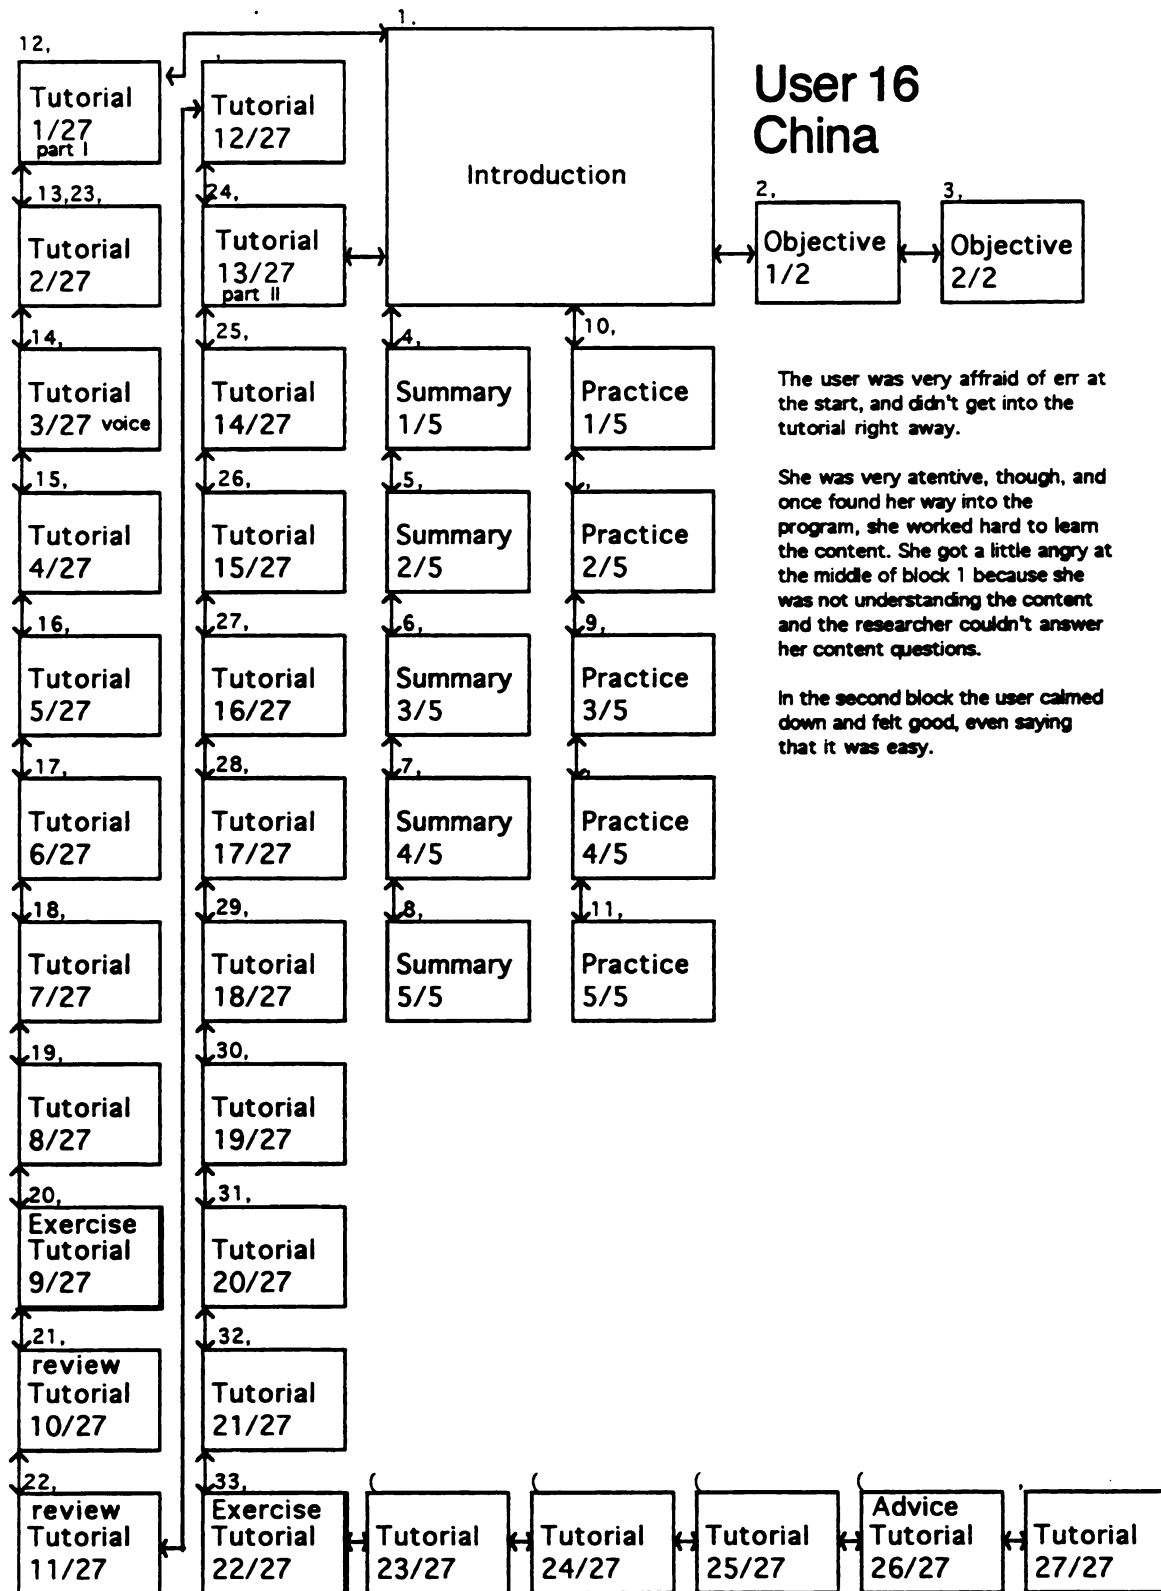 1,
12,
Tutorial
1/27
part I
,
Tutorial
12/27
Introduction
User 16
China
13,23,
Tutorial
2/27
24,
Tutorial
13/27
part II
2,
Objective
1/2
3,
Objective
2/2
14,
Tutorial
3/27 voice
25,
Tutorial
14/27
4,
Summary
1/5
10,
Practice
1/5
The user was very affraid of err at
the start, and didn't get into the
tutorial right away.
She was very atentive, though, and
once found her way into the
program, she worked hard to learn
the content. She got a little angry at
the middle of block 1 because she
was not understanding the content
and the researcher couldn't answer
her content questions.
In the second block the user calmed
down and felt good, even saying
that it was easy.
15,
Tutorial
4/27
26,
Tutorial
15/27
5,
Summary
2/5
,
Practice
2/5
16,
Tutorial
5/27
27,
Tutorial
16/27
6,
Summary
3/5
9,
Practice
3/5
17,
Tutorial
6/27
28,
Tutorial
17/27
7,
Summary
4/5
,
Practice
4/5
18,
Tutorial
7/27
29,
Tutorial
18/27
8,
Summary
5/5
11,
Practice
5/5
19,
Tutorial
8/27
30,
Tutorial
19/27
20,
Exercise
Tutorial
9/27
31,
Tutorial
20/27
21,
review
Tutorial
10/27
32,
Tutorial
21/27
22,
review
Tutorial
11/27
33,
Exercise
Tutorial
22/27
(
Tutorial
23/27
(
Tutorial
24/27
(
Tutorial
25/27
(
Advice
Tutorial
26/27
,
Tutorial
27/27